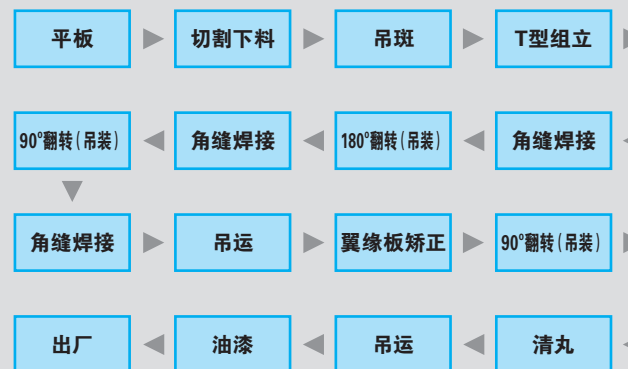 平板
切割下料
吊斑
T型组立
90°翻转(吊装)
角缝焊接
180°翻转(吊装)
角缝焊接
角缝焊接
吊运
翼缘板矫正
90°翻转(吊装)
出厂
油漆
吊运
清丸